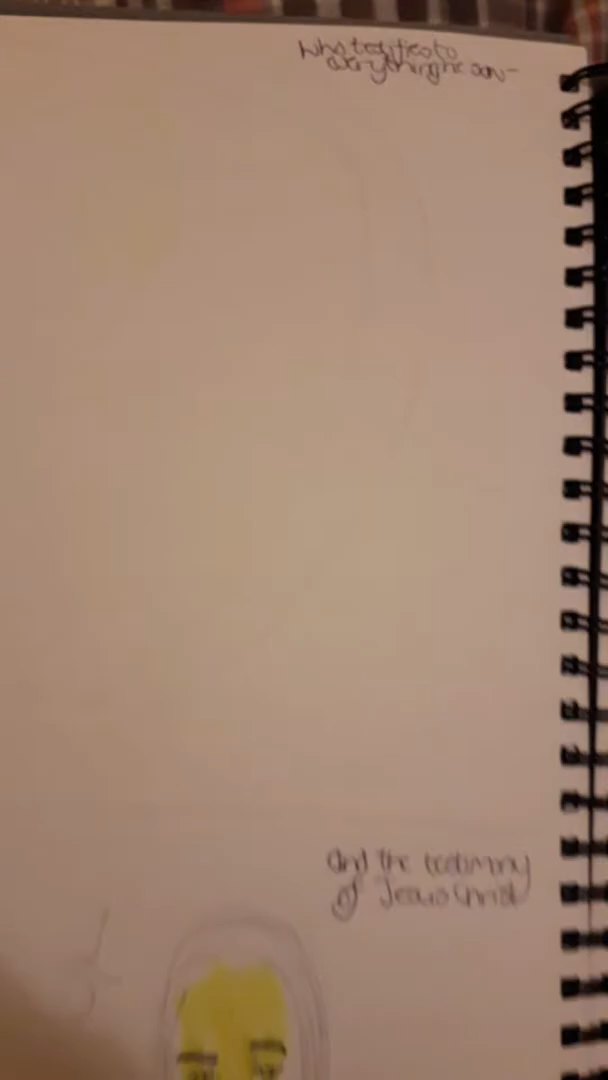 who testifies to
everything he saw-
and the testimony
of Jesus Christ